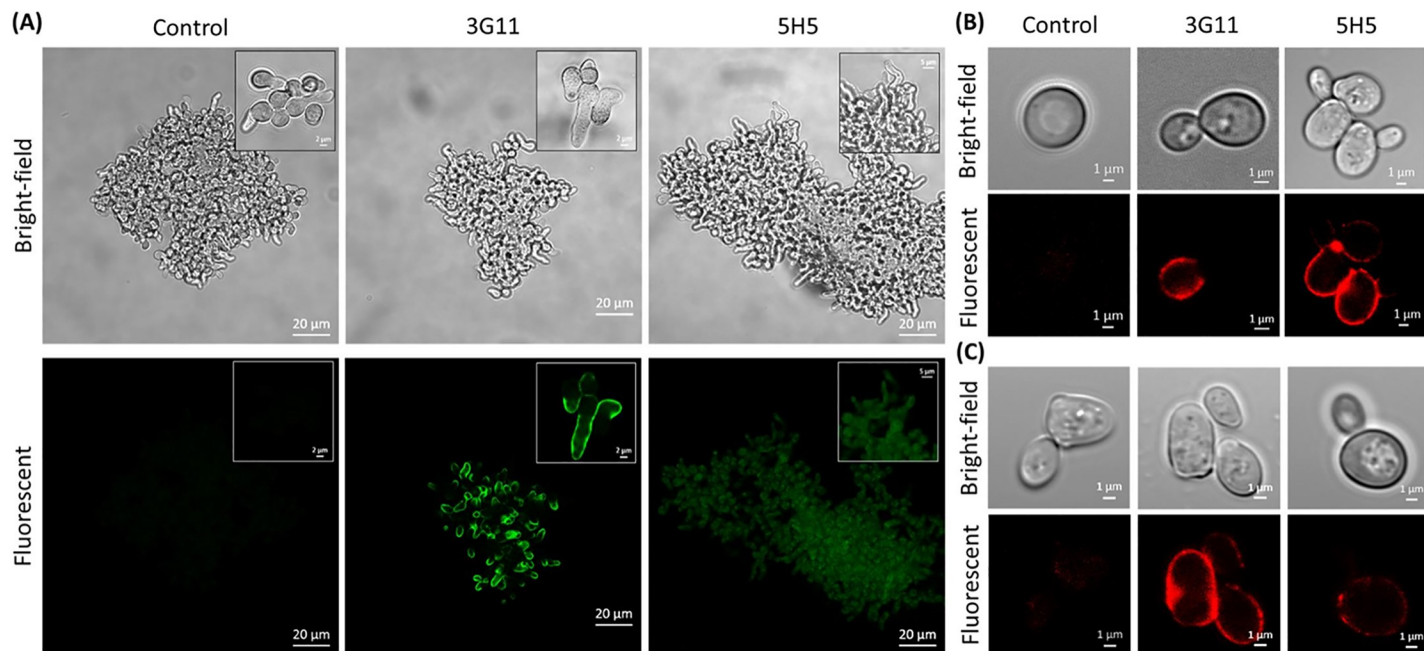 (A)
Control
3G11
5H5
Bright-field
2 µm
2 µm
5 µm
20 µm
20 µm
20 µm
Fluorescent
2 µm
2 µm
5 µm
20 µm
20 µm
20 µm
(B)
Control
3G11
5H5
Bright-field
1 µm
1 µm
1 µm
Fluorescent
1 µm
1 µm
1 µm
(C)
Bright-field
1 µm
1 µm
1 µm
Fluorescent
1 µm
1 µm
1 µm